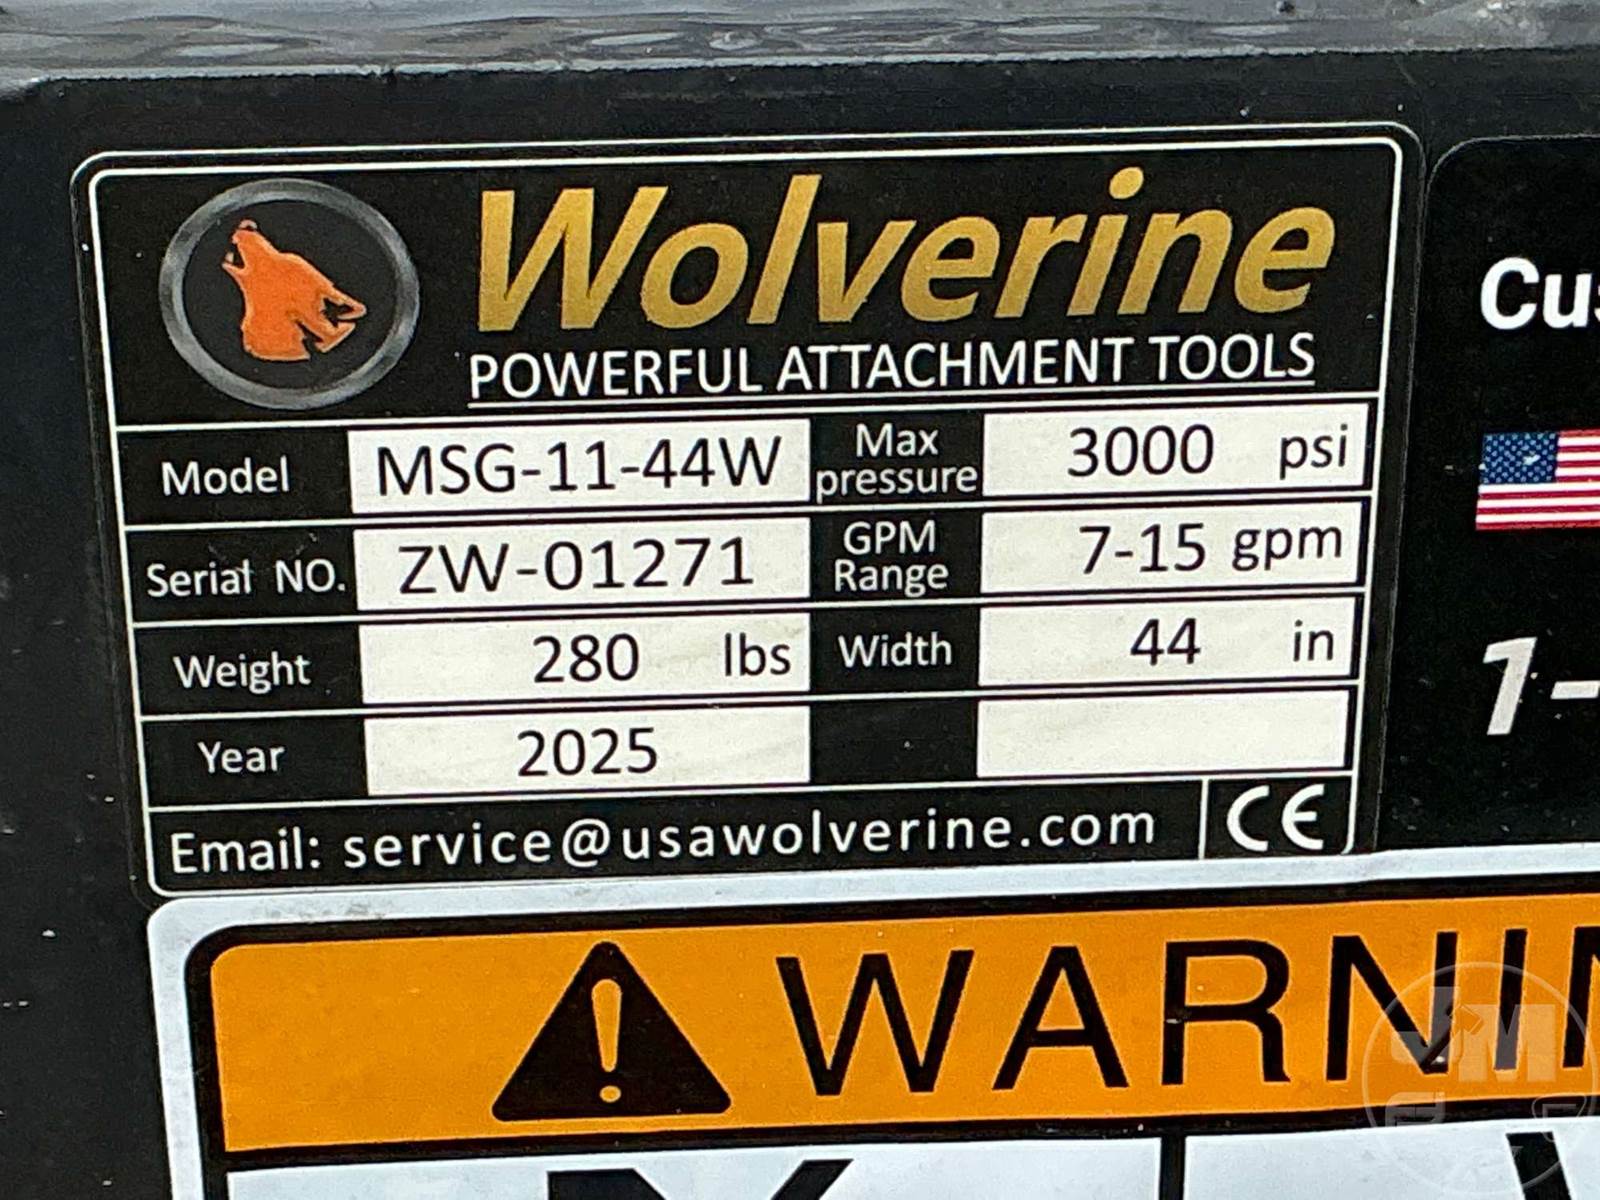 Wolverine
POWERFUL ATTACHMENT TOOLS
Model MSG-11-44W Max pressure 3000 psi
Serial NO. ZW-01271 GPM Range 7-15 gpm
Weight 280 lbs Width 44 in
Year 2025
Email: service@usawolverine.com CE
1-
WARNIN